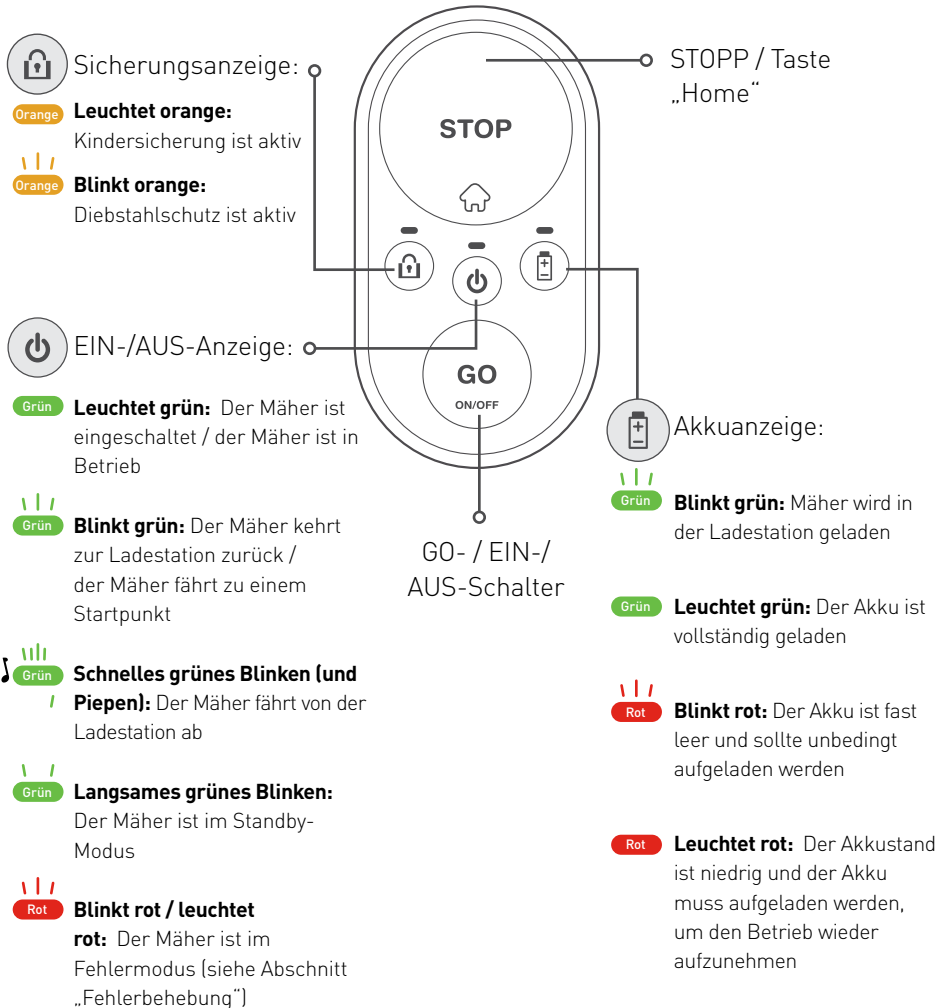 Sicherungsanzeige:
Orange
Leuchtet orange:
Kindersicherung ist aktiv
Orange
Blinkt orange:
Diebstahlschutz ist aktiv
STOPP / Taste
„Home“
STOP
GO
ON/OFF
EIN-/AUS-Anzeige:
Grün
Leuchtet grün: Der Mäher ist
eingeschaltet / der Mäher ist in
Betrieb
Grün
Blinkt grün: Der Mäher kehrt
zur Ladestation zurück /
der Mäher fährt zu einem
Startpunkt
Grün
Schnelles grünes Blinken (und
Piepen): Der Mäher fährt von der
Ladestation ab
Grün
Langsames grünes Blinken:
Der Mäher ist im Standby-
Modus
Rot
Blinkt rot / leuchtet
rot: Der Mäher ist im
Fehlermodus (siehe Abschnitt
„Fehlerbehebung“)
GO- / EIN-/
AUS-Schalter
Akkuanzeige:
Grün
Blinkt grün: Mäher wird in
der Ladestation geladen
Grün
Leuchtet grün: Der Akku ist
vollständig geladen
Rot
Blinkt rot: Der Akku ist fast
leer und sollte unbedingt
aufgeladen werden
Rot
Leuchtet rot: Der Akkustand
ist niedrig und der Akku
muss aufgeladen werden,
um den Betrieb wieder
aufzunehmen